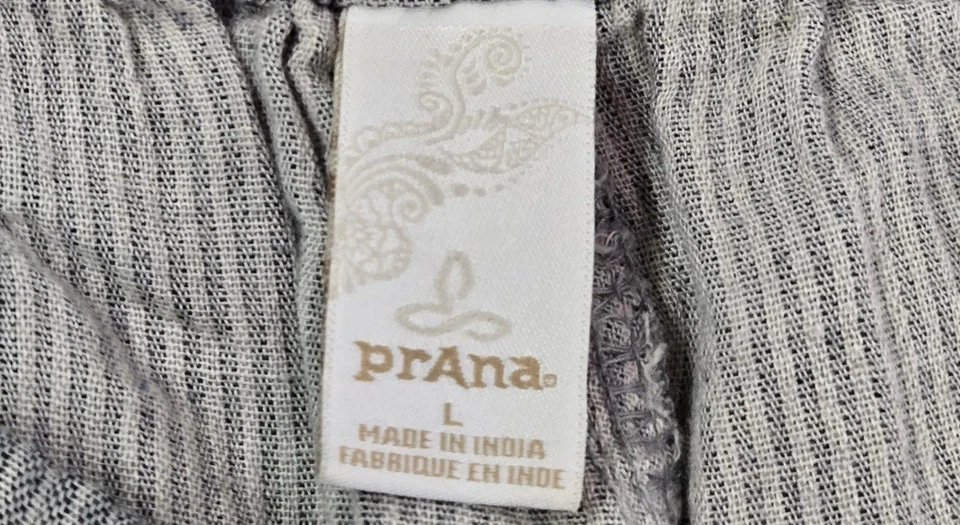 prAna®
L
MADE IN INDIA
FABRIQUE EN INDE